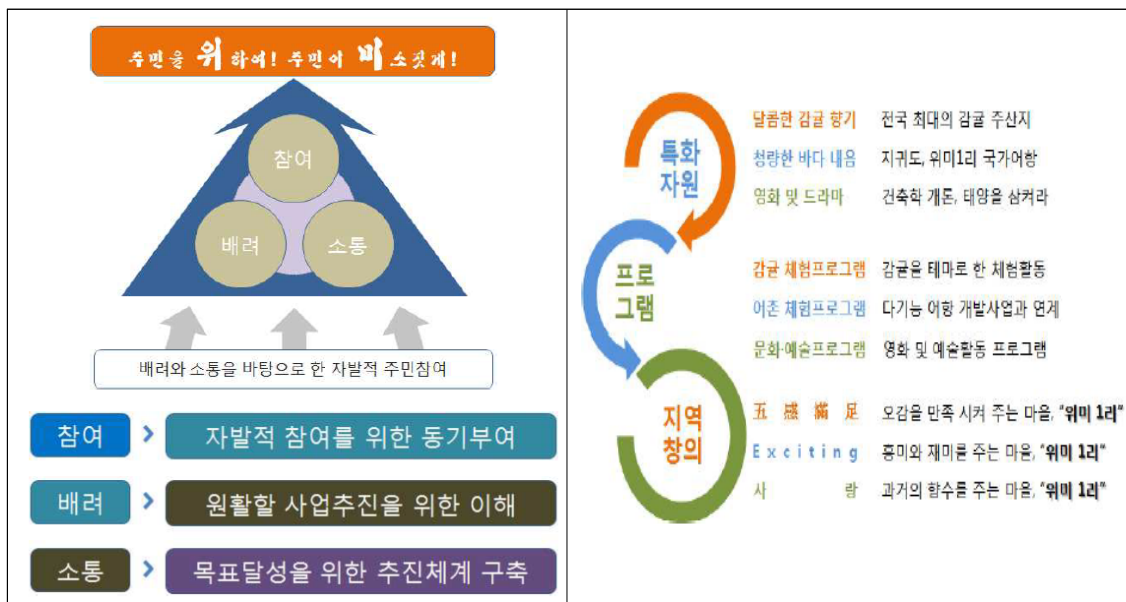 주민을 위하여! 주민이 미소짓게!
참여
배려
소통
배려와 소통을 바탕으로 한 자발적 주민참여
참여 > 자발적 참여를 위한 동기부여
배려 > 원활할 사업추진을 위한 이해
소통 > 목표달성을 위한 추진체계 구축
특화
자원
달콤한 감귤 향기 전국 최대의 감귤 주산지
청량한 바다 내음 지귀도, 위미1리 국가어항
영화 및 드라마 건축학 개론, 태양을 삼켜라
프로
그램
감귤 체험프로그램 감귤을 테마로 한 체험활동
어촌 체험프로그램 다기능 어항 개발사업과 연계
문화·예술프로그램 영화 및 예술활동 프로그램
지역
창의
五感滿足 오감을 만족 시켜 주는 마을, "위미 1리"
Exciting 흥미와 재미를 주는 마을, "위미 1리"
사랑 과거의 향수를 주는 마을, "위미 1리"